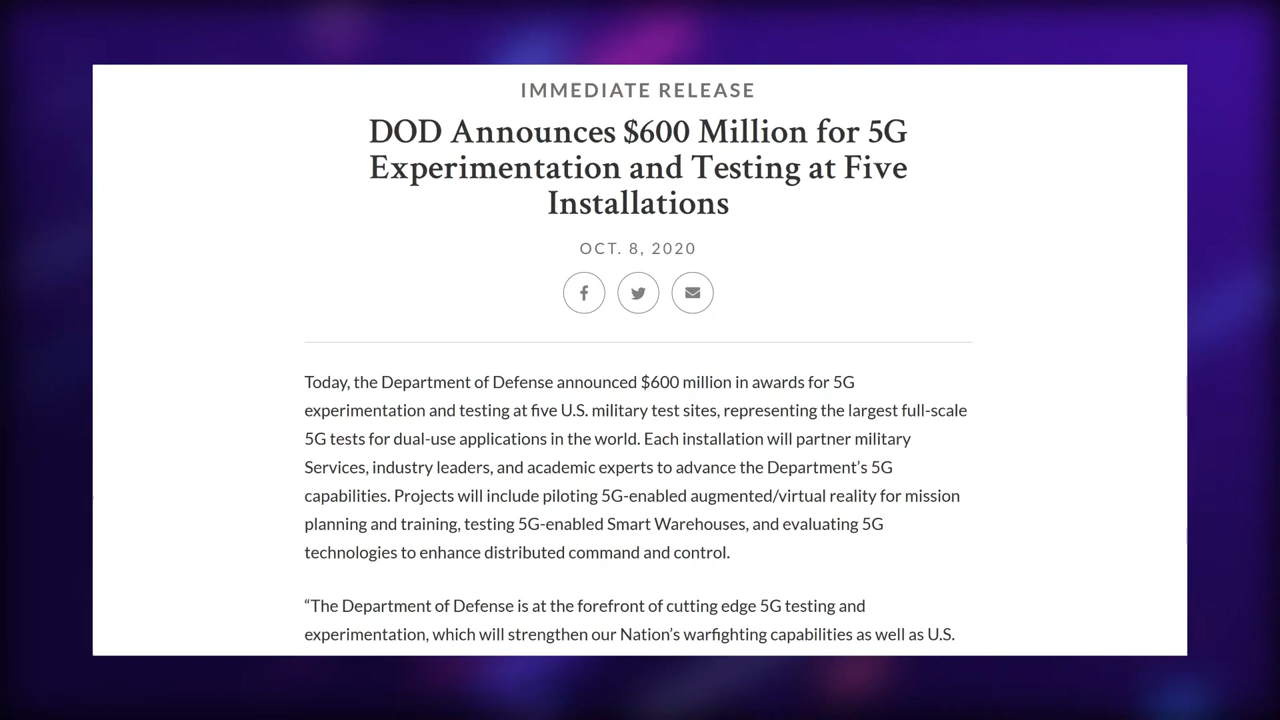 IMMEDIATE RELEASE
DOD Announces $600 Million for 5G
Experimentation and Testing at Five
Installations
OCT. 8, 2020
Today, the Department of Defense announced $600 million in awards for 5G
experimentation and testing at five U.S. military test sites, representing the largest full-scale
5G tests for dual-use applications in the world. Each installation will partner military
Services, industry leaders, and academic experts to advance the Department’s 5G
capabilities. Projects will include piloting 5G-enabled augmented/virtual reality for mission
planning and training, testing 5G-enabled Smart Warehouses, and evaluating 5G
technologies to enhance distributed command and control.
“The Department of Defense is at the forefront of cutting edge 5G testing and
experimentation, which will strengthen our Nation’s warfighting capabilities as well as U.S.